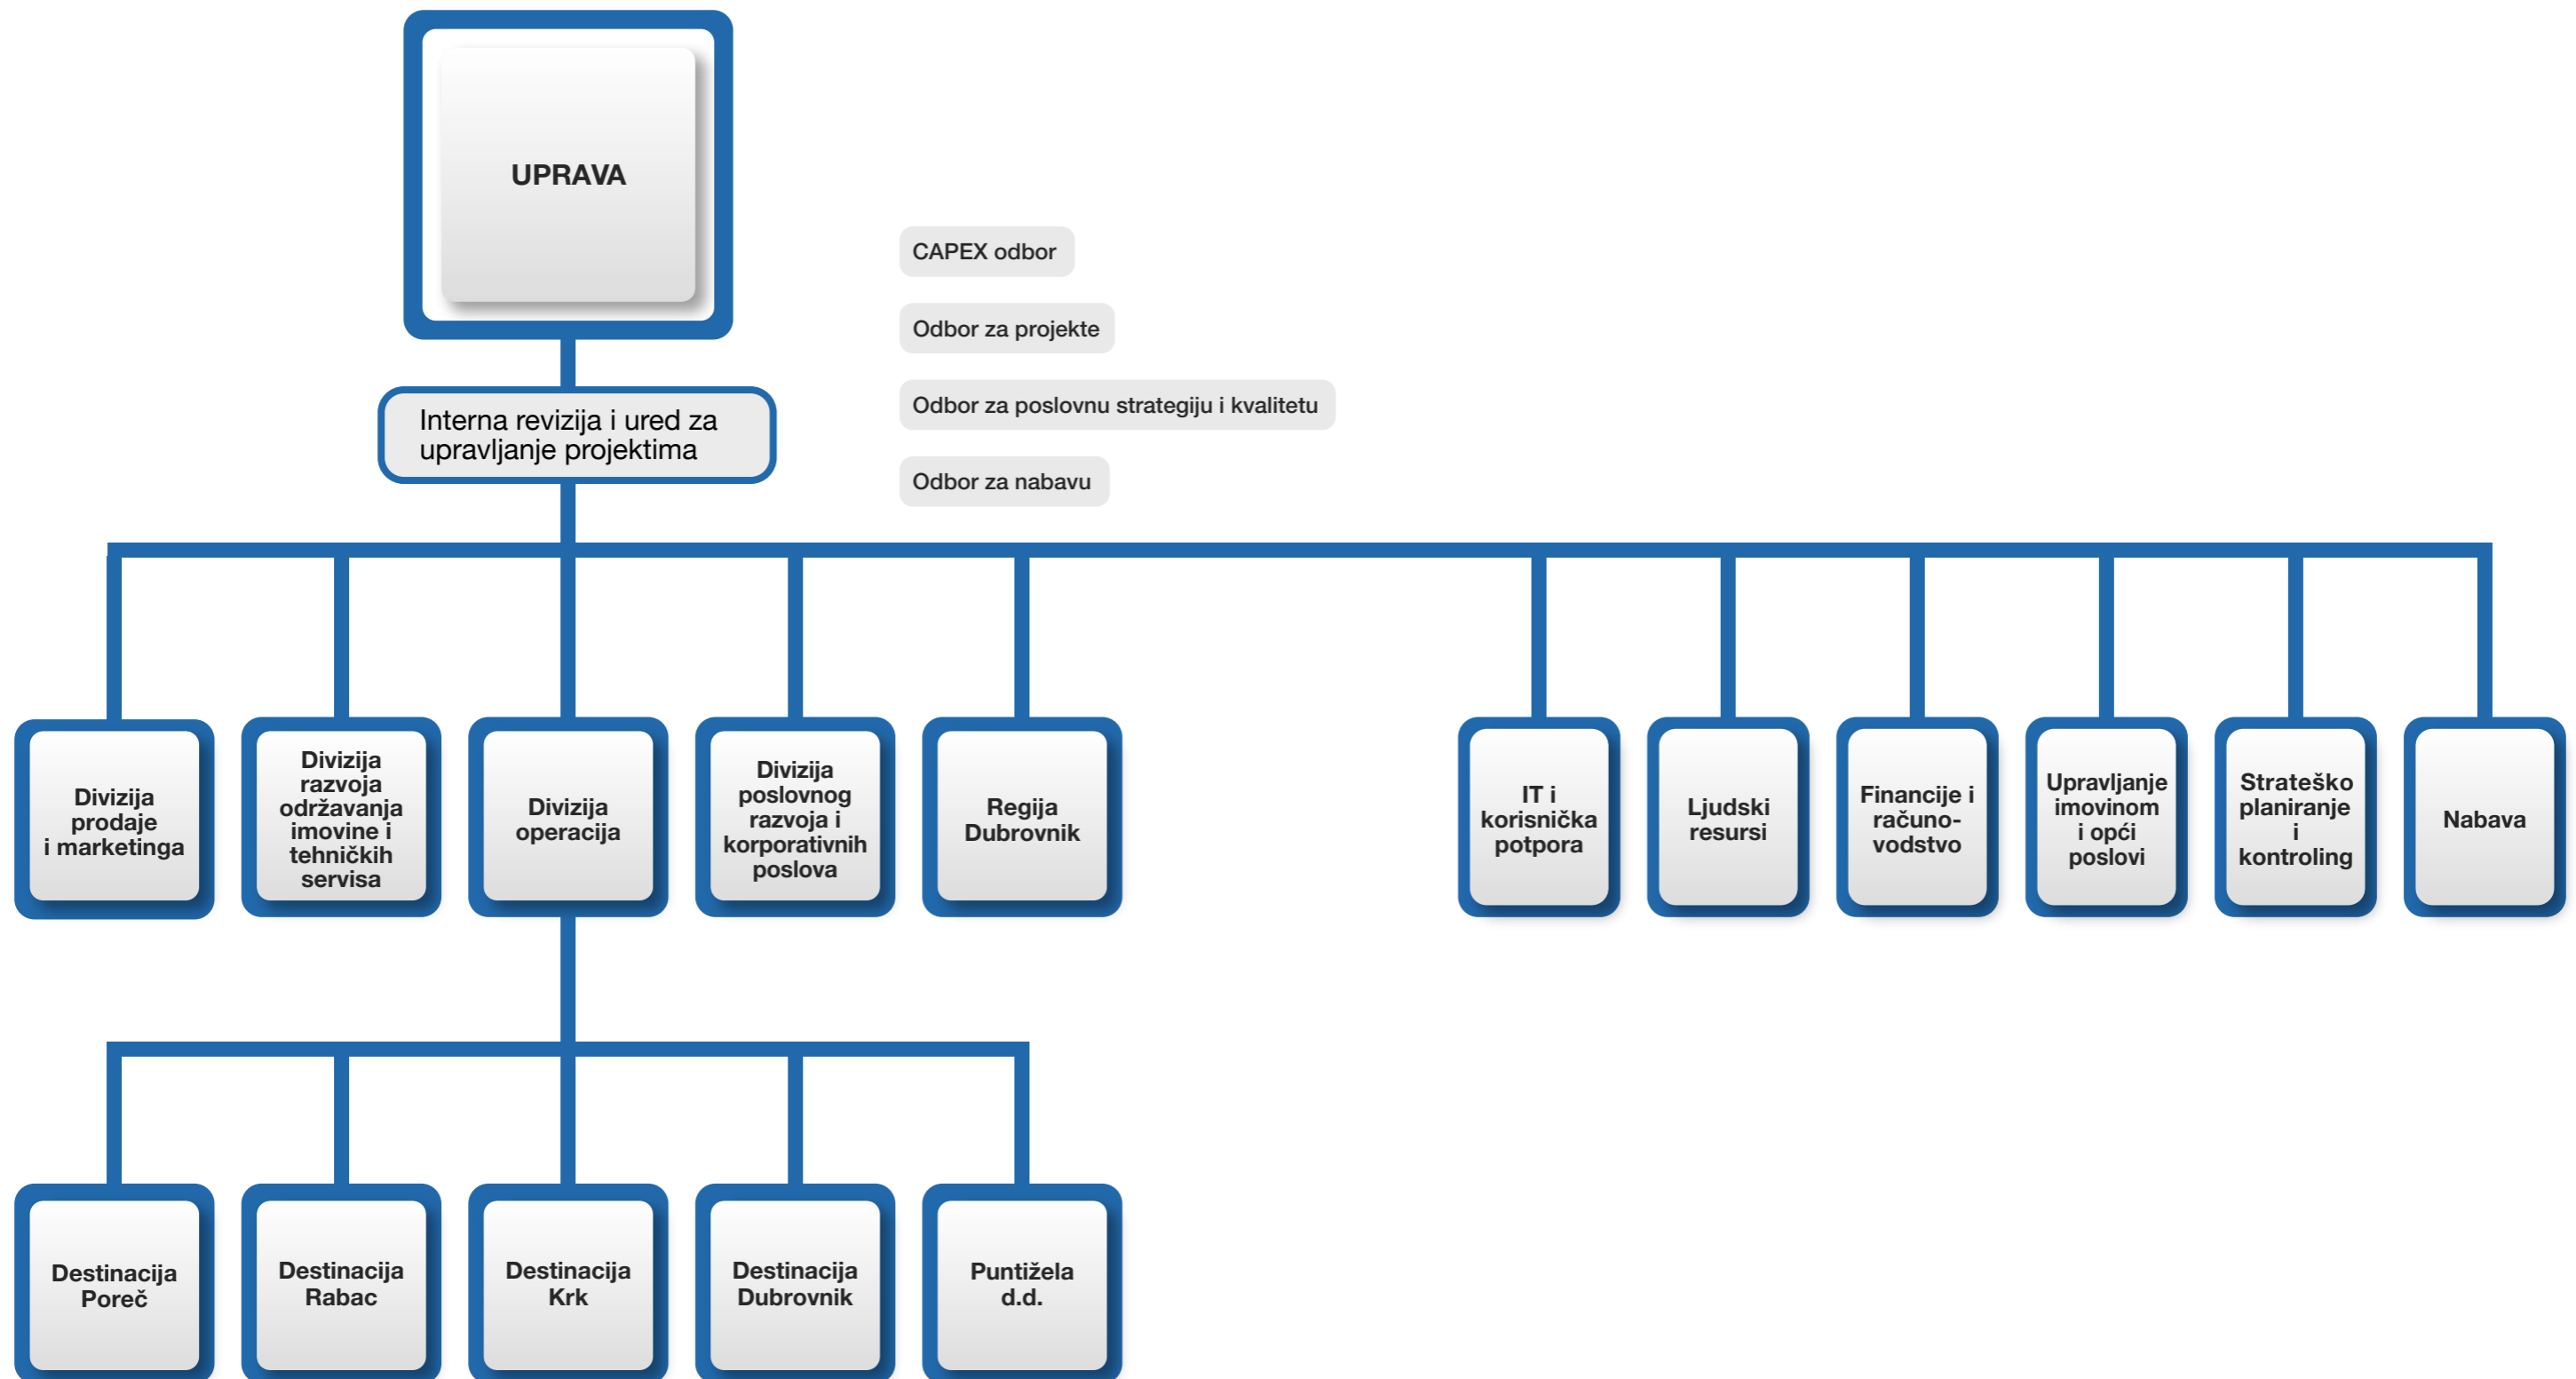 UPRAVA
CAPEX odbor
Odbor za projekte
Odbor za poslovnu strategiju i kvalitetu
Odbor za nabavu
Interna revizija i ured za
upravljanje projektima
Divizija
prodaje
i marketinga
Divizija
razvoja
održavanja
imovine i
tehničkih
servisa
Divizija
operacija
Divizija
poslovnog
razvoja i
korporativnih
poslova
Regija
Dubrovnik
IT i
korisnička
potpora
Ljudski
resursi
Financije i
računo-
vodstvo
Upravljanje
imovinom
i opći
poslovi
Strateško
planiranje
i
kontroling
Nabava
Destinacija
Poreč
Destinacija
Rabac
Destinacija
Krk
Destinacija
Dubrovnik
Puntižela
d.d.